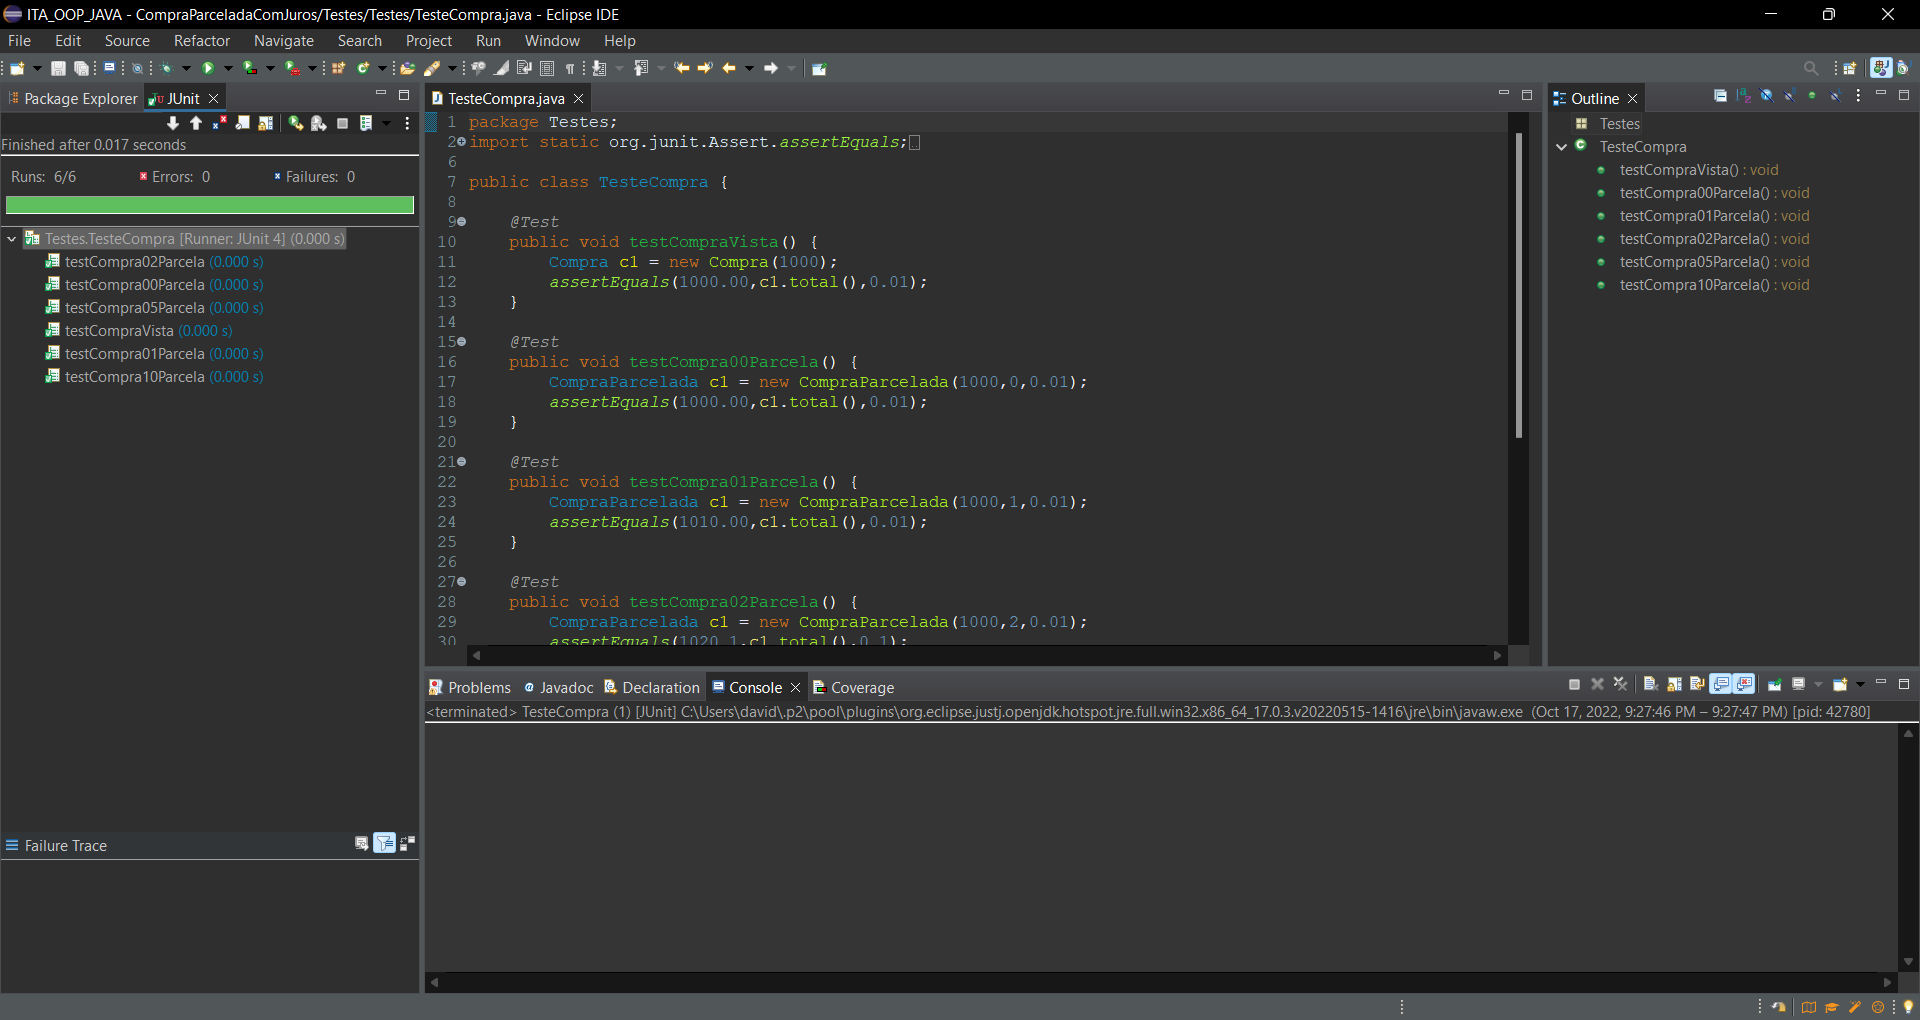 ITA_OOP_JAVA - CompraParceladaComJuros/Testes/Testes/TesteCompra.java - Eclipse IDE
File Edit Source Refactor Navigate Search Project Run Window Help
Package Explorer JUnit
Finished after 0.017 seconds
Runs: 6/6 Errors: 0 Failures: 0
Testes.TesteCompra [Runner: JUnit 4] (0.000 s)
testCompra02Parcela (0.000 s)
testCompra00Parcela (0.000 s)
testCompra05Parcela (0.000 s)
testCompraVista (0.000 s)
testCompra01Parcela (0.000 s)
testCompra10Parcela (0.000 s)
Failure Trace
TesteCompra.java
1 package Testes;
2 import static org.junit.Assert.assertEquals;
6
7 public class TesteCompra {
8
9 @Test
10 public void testCompraVista() {
11 Compra c1 = new Compra(1000);
12 assertEquals(1000.00,c1.total(),0.01);
13 }
14
15 @Test
16 public void testCompra00Parcela() {
17 CompraParcelada c1 = new CompraParcelada(1000,0,0.01);
18 assertEquals(1000.00,c1.total(),0.01);
19 }
20
21 @Test
22 public void testCompra01Parcela() {
23 CompraParcelada c1 = new CompraParcelada(1000,1,0.01);
24 assertEquals(1010.00,c1.total(),0.01);
25 }
26
27 @Test
28 public void testCompra02Parcela() {
29 CompraParcelada c1 = new CompraParcelada(1000,2,0.01);
30 assertEquals(1020.1,c1.total(),0.1);
Outline
Testes
TesteCompra
testCompraVista() : void
testCompra00Parcela() : void
testCompra01Parcela() : void
testCompra02Parcela() : void
testCompra05Parcela() : void
testCompra10Parcela() : void
Problems Javadoc Declaration Console Coverage
<terminated> TesteCompra (1) [JUnit] C:\Users\david\.p2\pool\plugins\org.eclipse.justj.openjdk.hotspot.jre.full.win32.x86_64_17.0.3.v20220515-1416\jre\bin\javaw.exe (Oct 17, 2022, 9:27:46 PM – 9:27:47 PM) [pid: 42780]